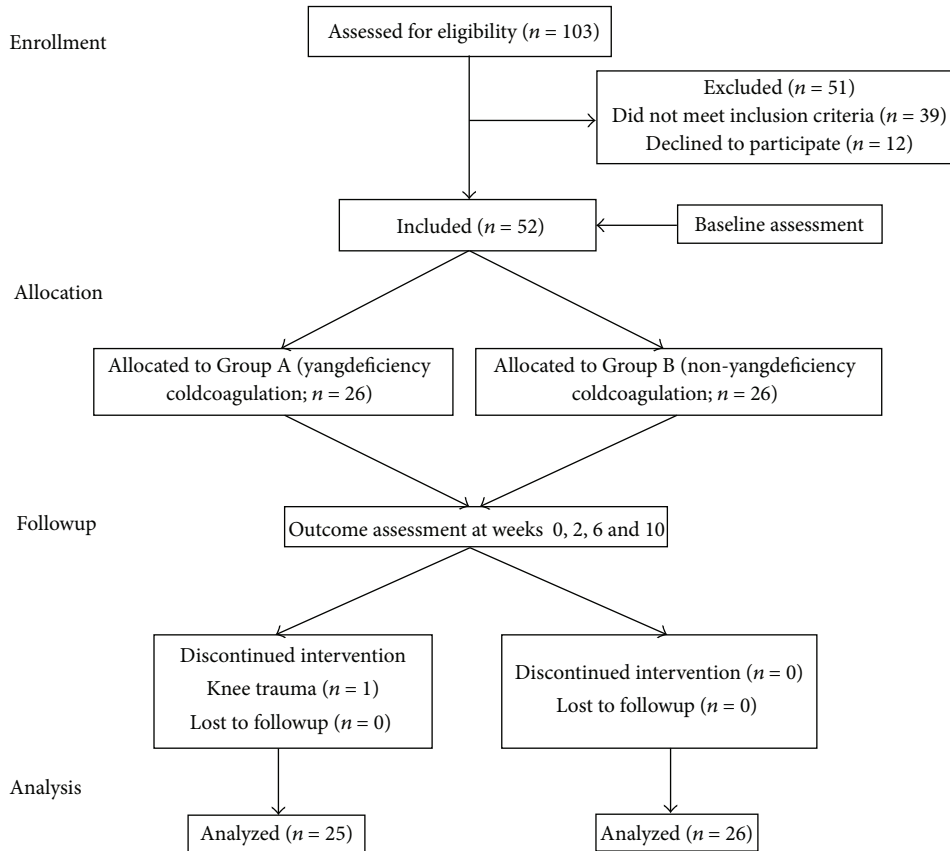 Enrollment
Assessed for eligibility (n = 103)
Excluded (n = 51)
Did not meet inclusion criteria (n = 39)
Declined to participate (n = 12)
Included (n = 52)
Baseline assessment
Allocation
Allocated to Group A (yangdeficiency
coldcoagulation; n = 26)
Allocated to Group B (non-yangdeficiency
coldcoagulation; n = 26)
Followup
Outcome assessment at weeks 0, 2, 6 and 10
Discontinued intervention
Knee trauma (n = 1)
Lost to followup (n = 0)
Discontinued intervention (n = 0)
Lost to followup (n = 0)
Analysis
Analyzed (n = 25)
Analyzed (n = 26)